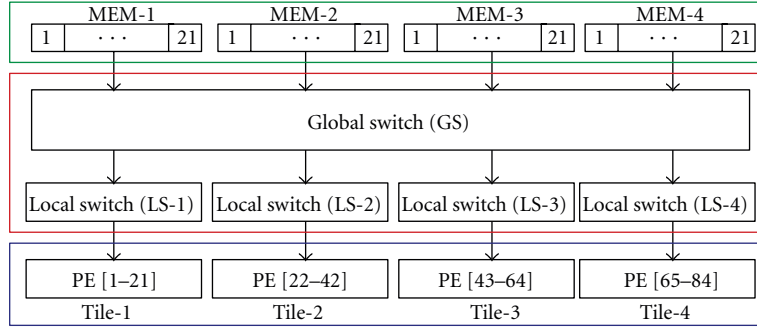 MEM-1 MEM-2 MEM-3 MEM-4
1 ··· 21 1 ··· 21 1 ··· 21 1 ··· 21
Global switch (GS)
Local switch (LS-1) Local switch (LS-2) Local switch (LS-3) Local switch (LS-4)
PE [1–21] PE [22–42] PE [43–64] PE [65–84]
Tile-1 Tile-2 Tile-3 Tile-4